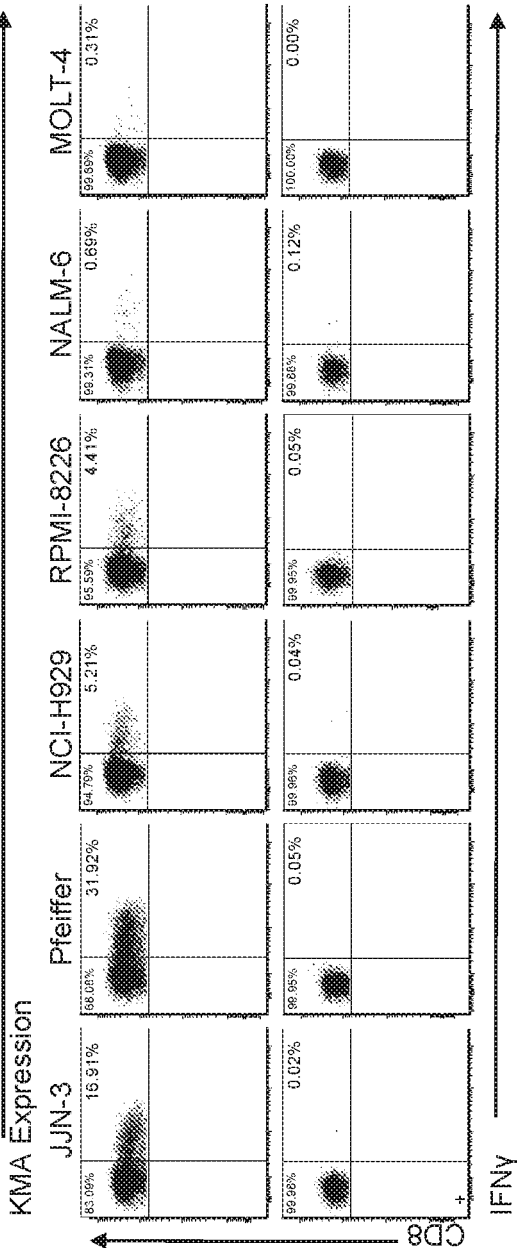 KMA Expression
JJN-3
Pfeiffer
NCI-H929
RPMI-8226
NALM-6
MOLT-4
83.09% 16.91%
68.08% 31.92%
94.79% 5.21%
95.59% 4.41%
99.31% 0.69%
99.69% 0.31%
99.98% 0.02%
99.95% 0.05%
99.96% 0.04%
99.95% 0.05%
99.88% 0.12%
100.00% 0.00%
CD8
+
IFNγ